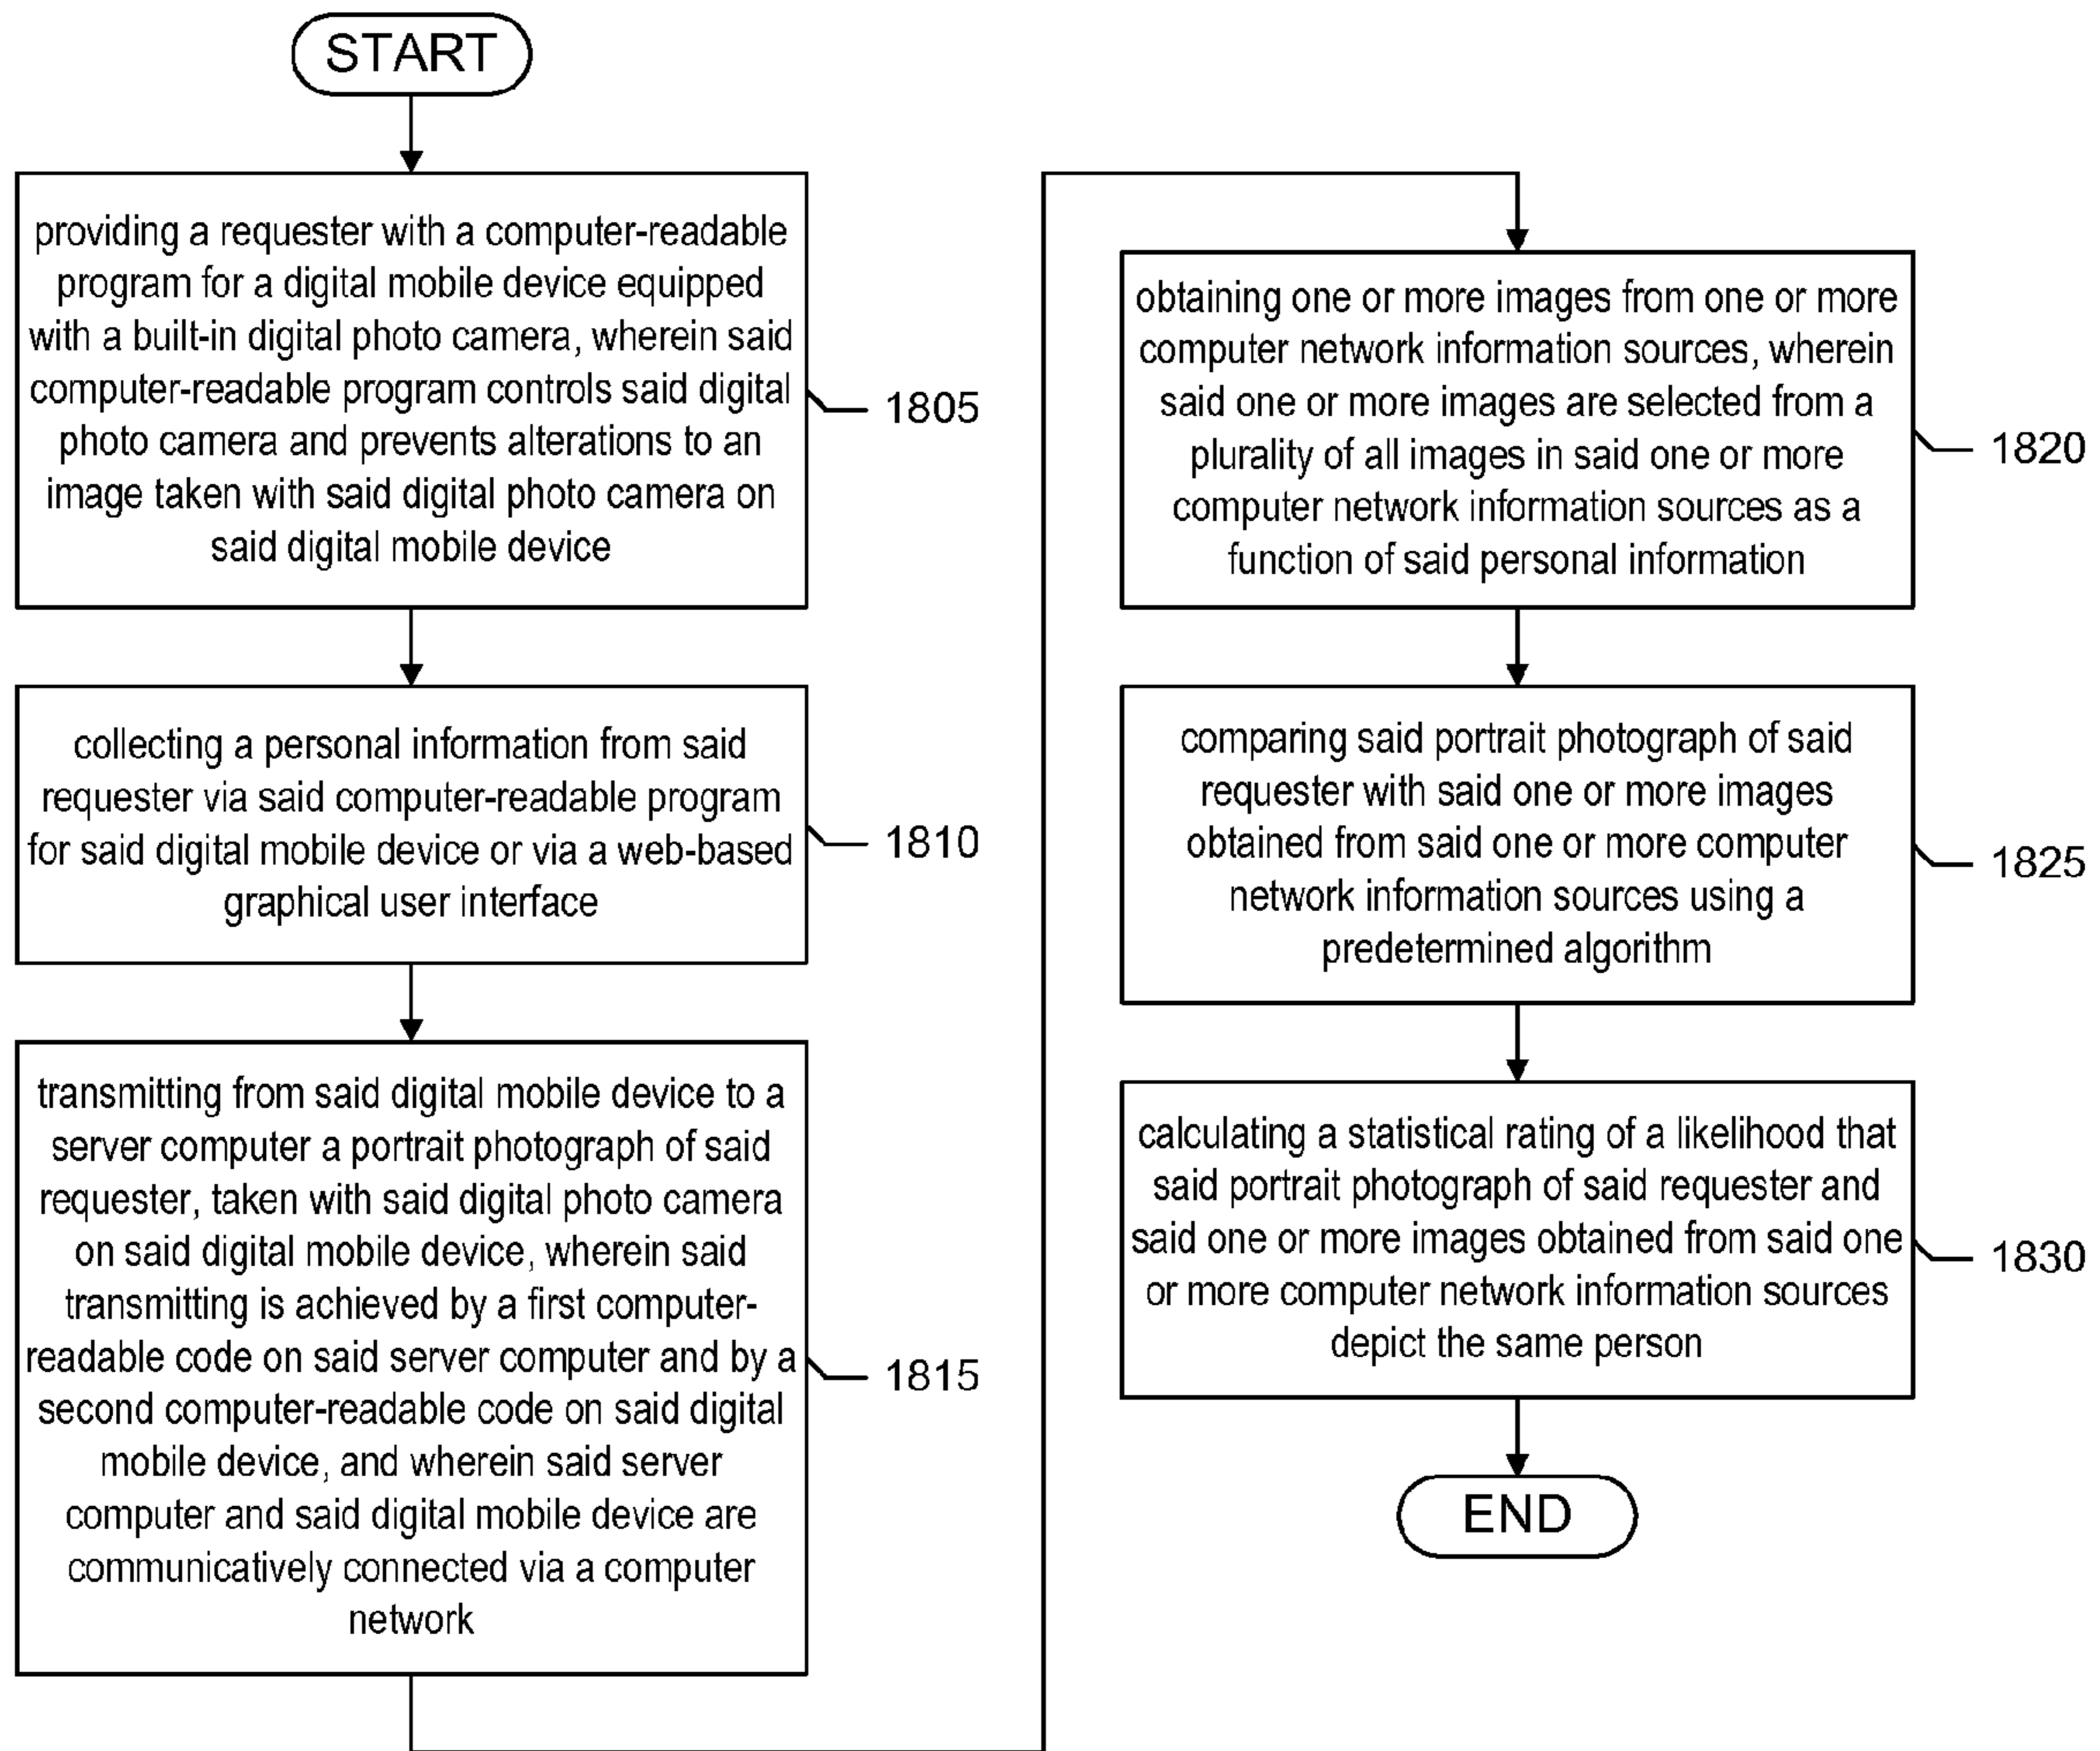 START
providing a requester with a computer-readable
program for a digital mobile device equipped
with a built-in digital photo camera, wherein said
computer-readable program controls said digital
photo camera and prevents alterations to an
image taken with said digital photo camera on
said digital mobile device
1805
collecting a personal information from said
requester via said computer-readable program
for said digital mobile device or via a web-based
graphical user interface
1810
transmitting from said digital mobile device to a
server computer a portrait photograph of said
requester, taken with said digital photo camera
on said digital mobile device, wherein said
transmitting is achieved by a first computer-
readable code on said server computer and by a
second computer-readable code on said digital
mobile device, and wherein said server
computer and said digital mobile device are
communicatively connected via a computer
network
1815
obtaining one or more images from one or more
computer network information sources, wherein
said one or more images are selected from a
plurality of all images in said one or more
computer network information sources as a
function of said personal information
1820
comparing said portrait photograph of said
requester with said one or more images
obtained from said one or more computer
network information sources using a
predetermined algorithm
1825
calculating a statistical rating of a likelihood that
said portrait photograph of said requester and
said one or more images obtained from said one
or more computer network information sources
depict the same person
1830
END